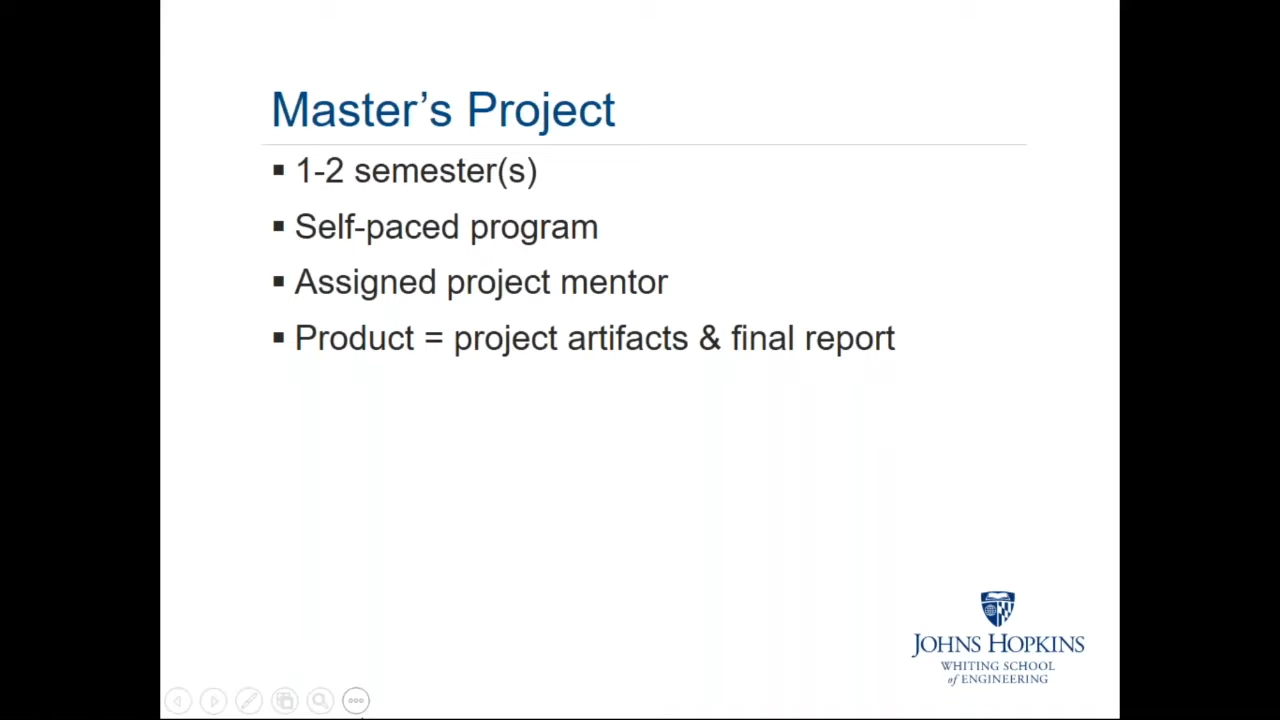 Master’s Project
▪ 1-2 semester(s)
▪ Self-paced program
▪ Assigned project mentor
▪ Product = project artifacts & final report
JOHNS HOPKINS
WHITING SCHOOL
of ENGINEERING